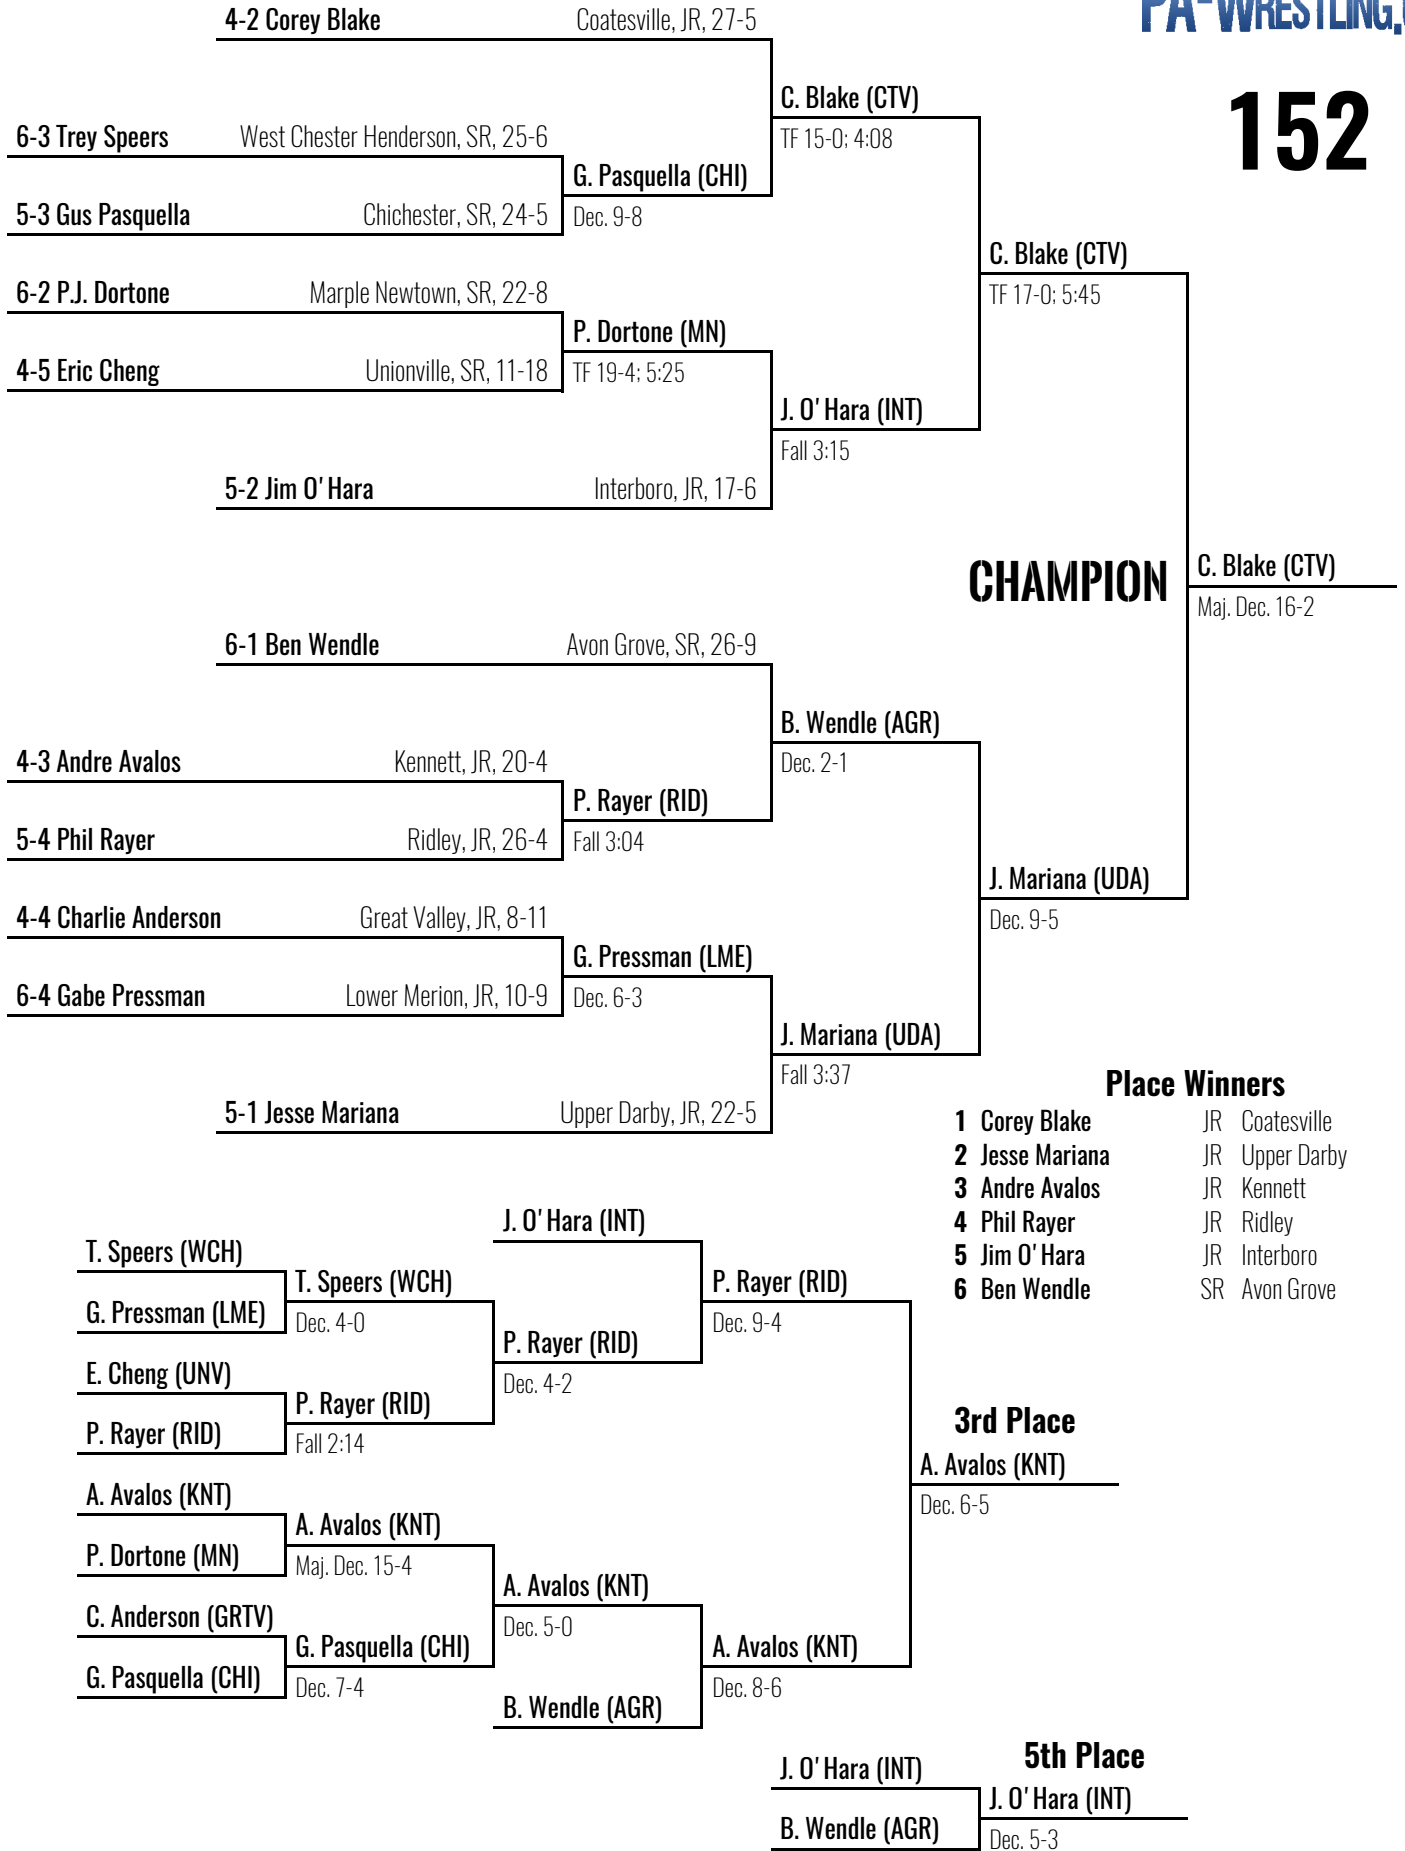 4-2 Corey Blake Coatesville, JR, 27-5
PA-WRESTLING.
152
C. Blake (CTV)
TF 15-0; 4:08
6-3 Trey Speers West Chester Henderson, SR, 25-6
G. Pasquella (CHI)
Dec. 9-8
5-3 Gus Pasquella Chichester, SR, 24-5
C. Blake (CTV)
TF 17-0; 5:45
6-2 P.J. Dortone Marple Newtown, SR, 22-8
P. Dortone (MN)
TF 19-4; 5:25
4-5 Eric Cheng Unionville, SR, 11-18
J. O'Hara (INT)
Fall 3:15
5-2 Jim O'Hara Interboro, JR, 17-6
CHAMPION
C. Blake (CTV)
Maj. Dec. 16-2
6-1 Ben Wendle Avon Grove, SR, 26-9
B. Wendle (AGR)
Dec. 2-1
4-3 Andre Avalos Kennett, JR, 20-4
P. Rayer (RID)
Fall 3:04
5-4 Phil Rayer Ridley, JR, 26-4
J. Mariana (UDA)
Dec. 9-5
4-4 Charlie Anderson Great Valley, JR, 8-11
G. Pressman (LME)
Dec. 6-3
6-4 Gabe Pressman Lower Merion, JR, 10-9
J. Mariana (UDA)
Fall 3:37
5-1 Jesse Mariana Upper Darby, JR, 22-5
Place Winners
1 Corey Blake JR Coatesville
2 Jesse Mariana JR Upper Darby
3 Andre Avalos JR Kennett
4 Phil Rayer JR Ridley
5 Jim O'Hara JR Interboro
6 Ben Wendle SR Avon Grove
J. O'Hara (INT)
T. Speers (WCH)
T. Speers (WCH)
Dec. 4-0
G. Pressman (LME)
P. Rayer (RID)
Dec. 9-4
P. Rayer (RID)
Dec. 4-2
E. Cheng (UNV)
P. Rayer (RID)
Fall 2:14
P. Rayer (RID)
3rd Place
A. Avalos (KNT)
Dec. 6-5
A. Avalos (KNT)
A. Avalos (KNT)
Maj. Dec. 15-4
P. Dortone (MN)
A. Avalos (KNT)
Dec. 5-0
C. Anderson (GRTV)
G. Pasquella (CHI)
Dec. 7-4
G. Pasquella (CHI)
A. Avalos (KNT)
Dec. 8-6
B. Wendle (AGR)
5th Place
J. O'Hara (INT)
J. O'Hara (INT)
Dec. 5-3
B. Wendle (AGR)